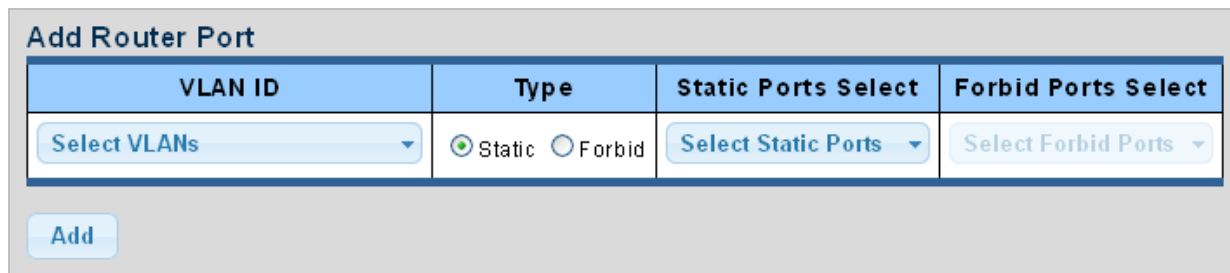 Add Router Port
VLAN ID Type Static Ports Select Forbid Ports Select
Select VLANs Static Forbid Select Static Ports Select Forbid Ports
Add